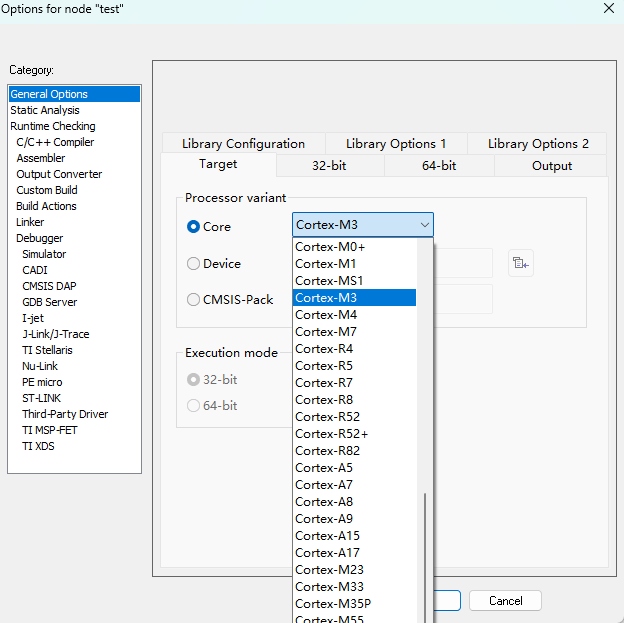 Options for node "test"
Category:
General Options
Static Analysis
Runtime Checking
C/C++ Compiler
Assembler
Output Converter
Custom Build
Build Actions
Linker
Debugger
Simulator
CADI
CMSIS DAP
GDB Server
I-jet
J-Link/J-Trace
TI Stellaris
Nu-Link
PE micro
ST-LINK
Third-Party Driver
TI MSP-FET
TI XDS
Library Configuration
Library Options 1
Library Options 2
Target
32-bit
64-bit
Output
Processor variant
Core
Device
CMSIS-Pack
Execution mode
32-bit
64-bit
Cortex-M3
Cortex-M0+
Cortex-M1
Cortex-MS1
Cortex-M3
Cortex-M4
Cortex-M7
Cortex-R4
Cortex-R5
Cortex-R7
Cortex-R8
Cortex-R52
Cortex-R52+
Cortex-R82
Cortex-A5
Cortex-A7
Cortex-A8
Cortex-A9
Cortex-A15
Cortex-A17
Cortex-M23
Cortex-M33
Cortex-M35P
Cortex-M55
Cancel